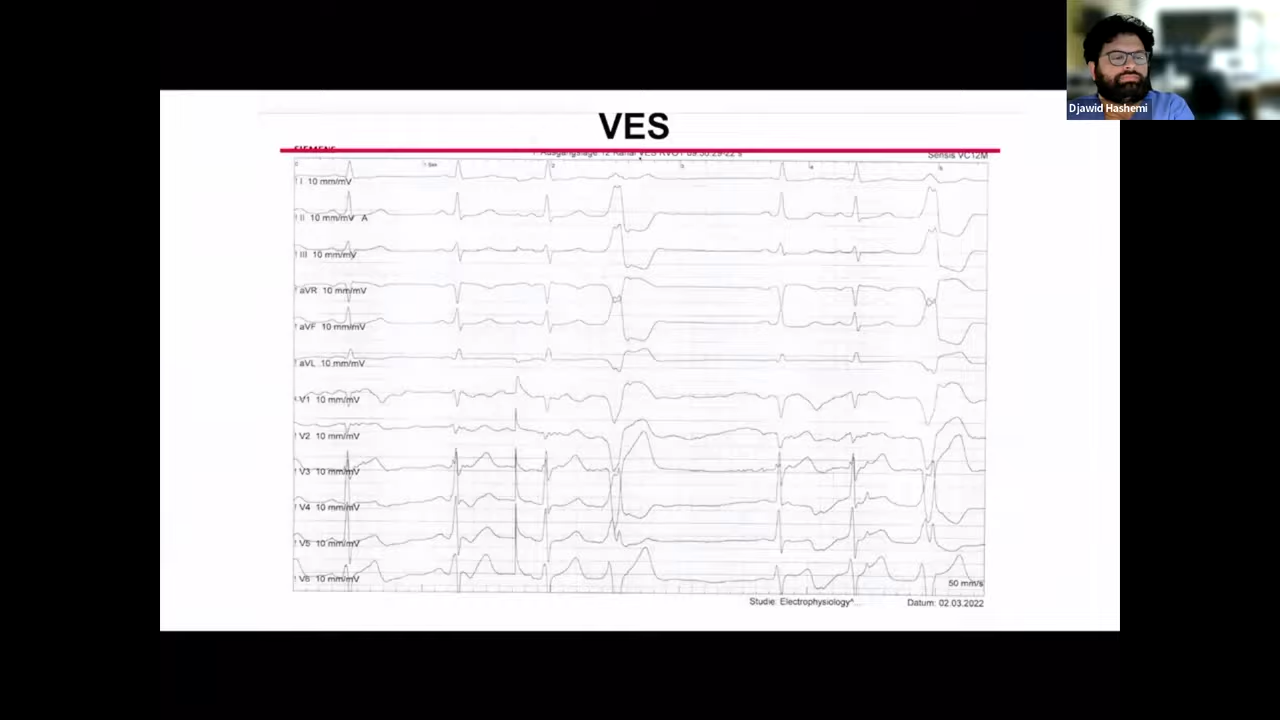 VES
Djawid Hashemi
SIEMENS
Sensis VC12M
I 10 mm/mV
II 10 mm/mV A
III 10 mm/mV
aVR 10 mm/mV
aVF 10 mm/mV
aVL 10 mm/mV
V1 10 mm/mV
V2 10 mm/mV
V3 10 mm/mV
V4 10 mm/mV
V5 10 mm/mV
V6 10 mm/mV
50 mm/s
Studie: Electrophysiology^
Datum: 02.03.2022